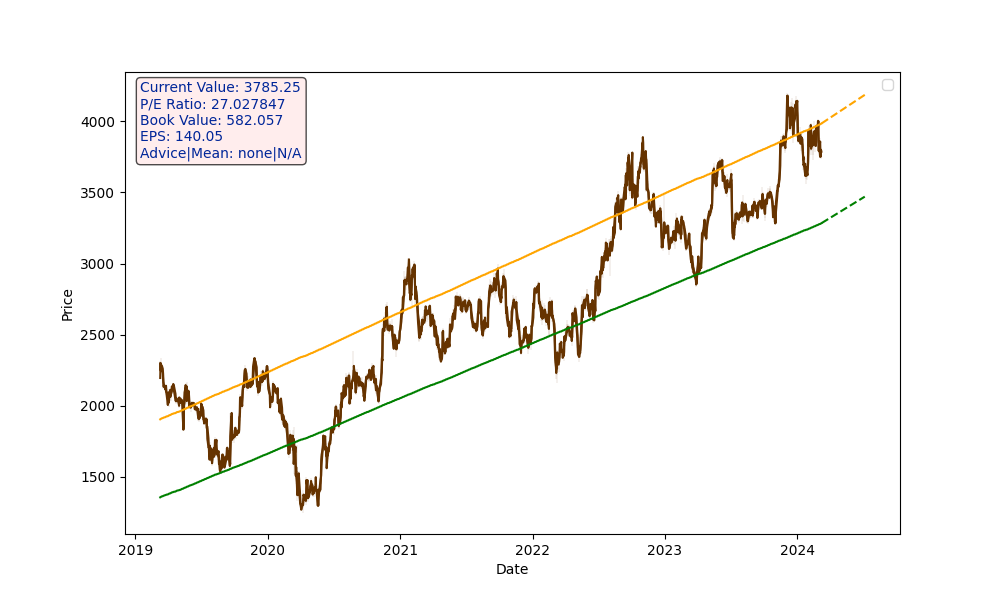 Current Value: 3785.25
P/E Ratio: 27.027847
Book Value: 582.057
EPS: 140.05
Advice|Mean: none|N/A
Price
4000
3500
3000
2500
2000
1500
2019 2020 2021 2022 2023 2024
Date